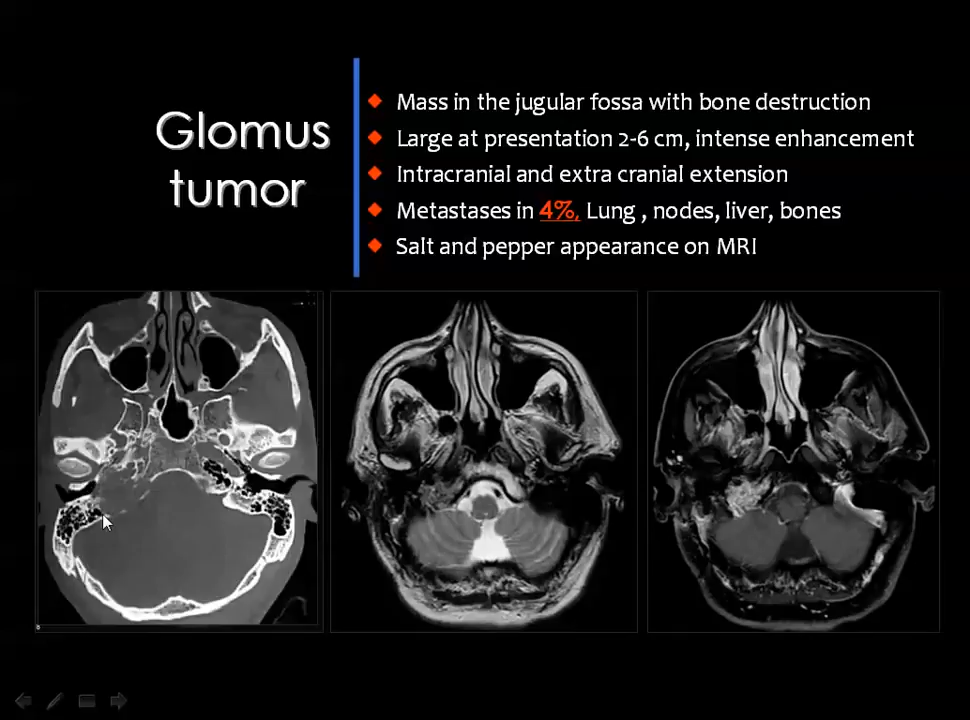 Glomus
tumor
Mass in the jugular fossa with bone destruction
Large at presentation 2-6 cm, intense enhancement
Intracranial and extra cranial extension
Metastases in 4%, Lung , nodes, liver, bones
Salt and pepper appearance on MRI